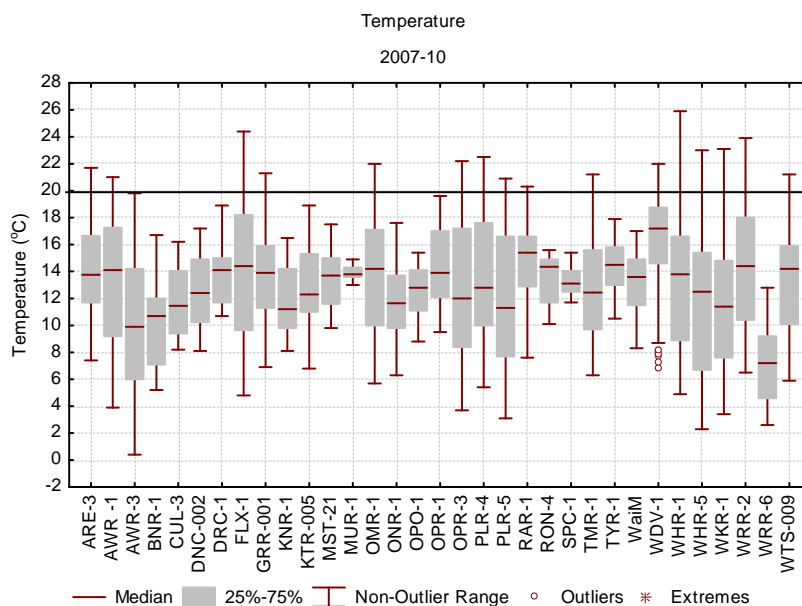 Temperature
2007-10
Temperature (ºC)
28
26
24
22
20
18
16
14
12
10
8
6
4
2
0
-2
ARE-3
AWR -1
AWR-3
BNR-1
CUL-3
DNC-002
DRC-1
FLX-1
GRR-001
KNR-1
KTR-005
MST-21
MUR-1
OMR-1
ONR-1
OPO-1
OPR-1
OPR-3
PLR-4
PLR-5
RAR-1
RON-4
SPC-1
TMR-1
TYR-1
WaiM
WDV-1
WHR-1
WHR-5
WKR-1
WRR-2
WRR-6
WTS-009
Median 25%-75% Non-Outlier Range Outliers Extremes